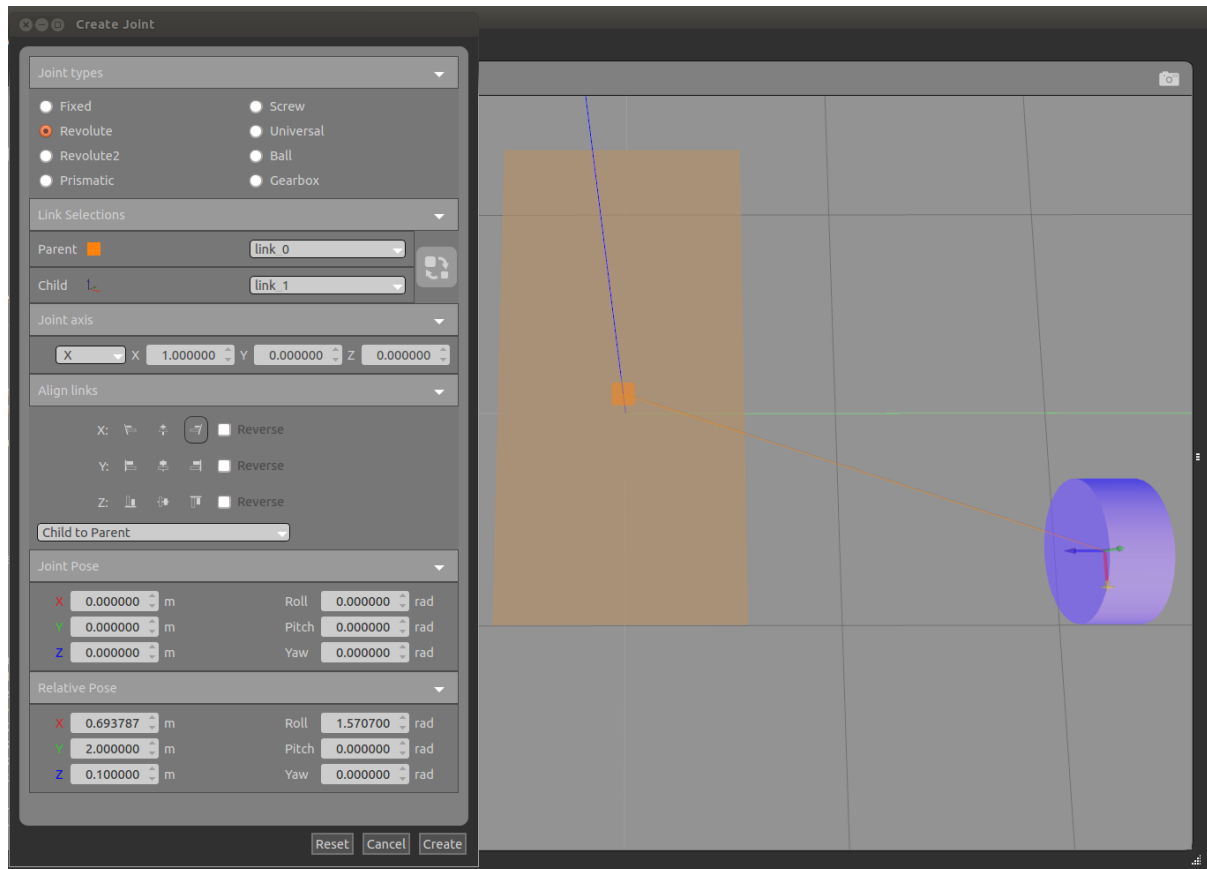 Create Joint
Joint types
Fixed Screw
Revolute Universal
Revolute2 Ball
Prismatic Gearbox
Link Selections
Parent link_0
Child link_1
Joint axis
X X 1.000000 Y 0.000000 Z 0.000000
Align links
X: Reverse
Y: Reverse
Z: Reverse
Child to Parent
Joint Pose
X 0.000000 m Roll 0.000000 rad
Y 0.000000 m Pitch 0.000000 rad
Z 0.000000 m Yaw 0.000000 rad
Relative Pose
X 0.693787 m Roll 1.570700 rad
Y 2.000000 m Pitch 0.000000 rad
Z 0.100000 m Yaw 0.000000 rad
Reset Cancel Create